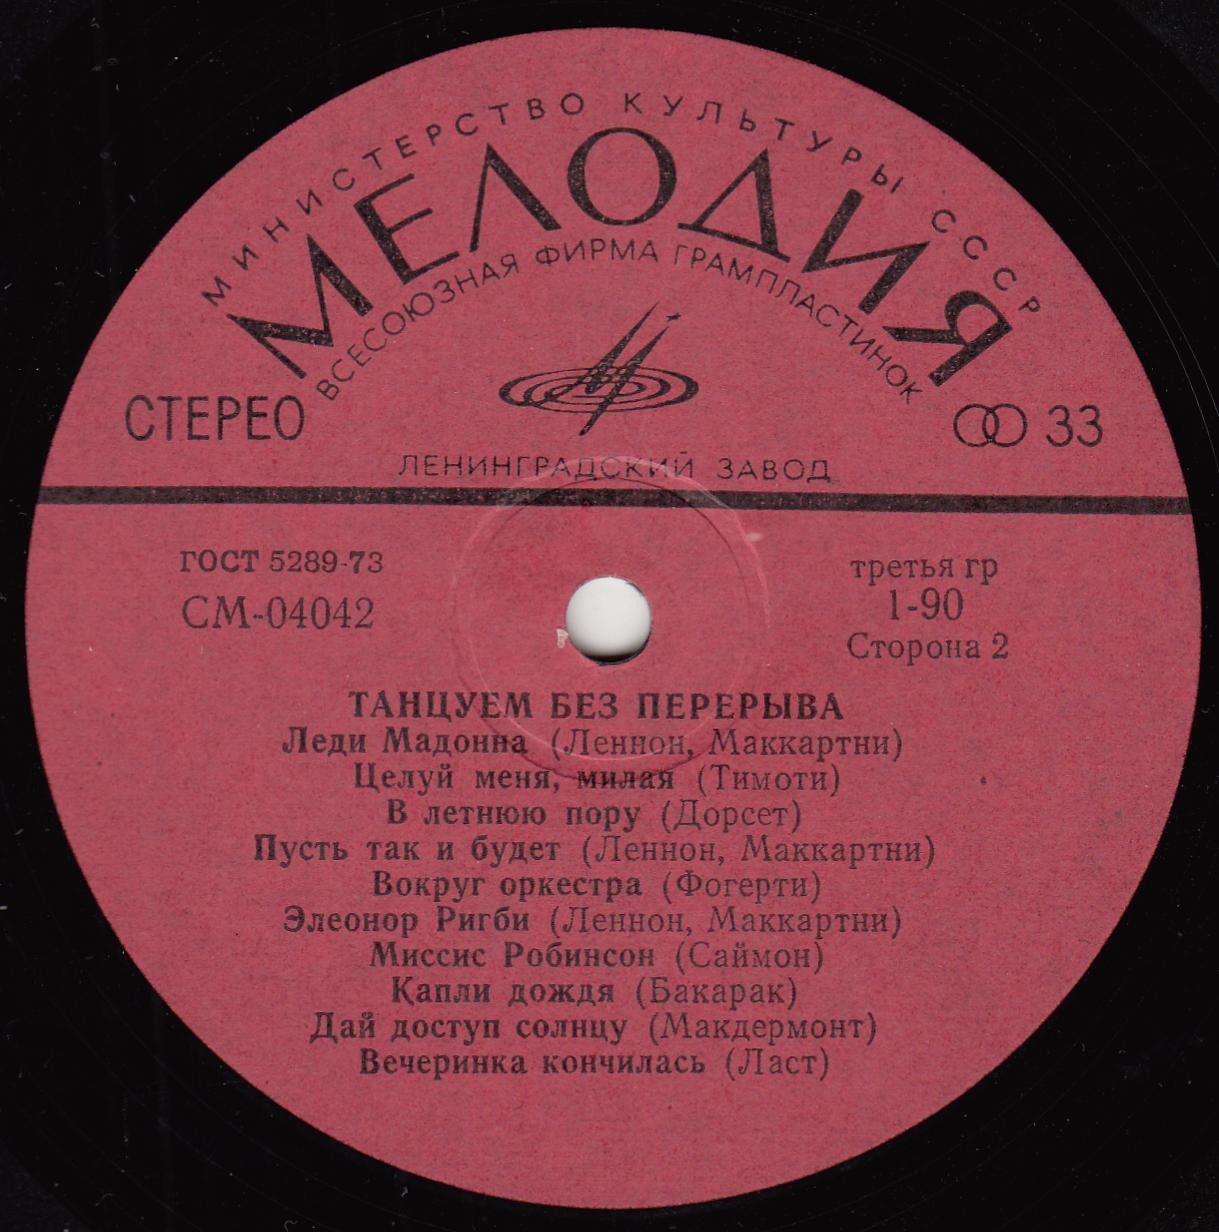 МИНИСТЕРСТВО КУЛЬТУРЫ СССР
МЕЛОДИЯ
ВСЕСОЮЗНАЯ ФИРМА ГРАМПЛАСТИНОК
СТЕРЕО
33
ЛЕНИНГРАДСКИЙ ЗАВОД
ГОСТ 5289-73
СМ-04042
третья гр
1-90
Сторона 2
ТАНЦУЕМ БЕЗ ПЕРЕРЫВА
Леди Мадонна (Леннон, Маккартни)
Целуй меня, милая (Тимоти)
В летнюю пору (Дорсет)
Пусть так и будет (Леннон, Маккартни)
Вокруг оркестра (Фогерти)
Элеонор Ригби (Леннон, Маккартни)
Миссис Робинсон (Саймон)
Капли дождя (Бакарак)
Дай доступ солнцу (Макдермонт)
Вечеринка кончилась (Ласт)